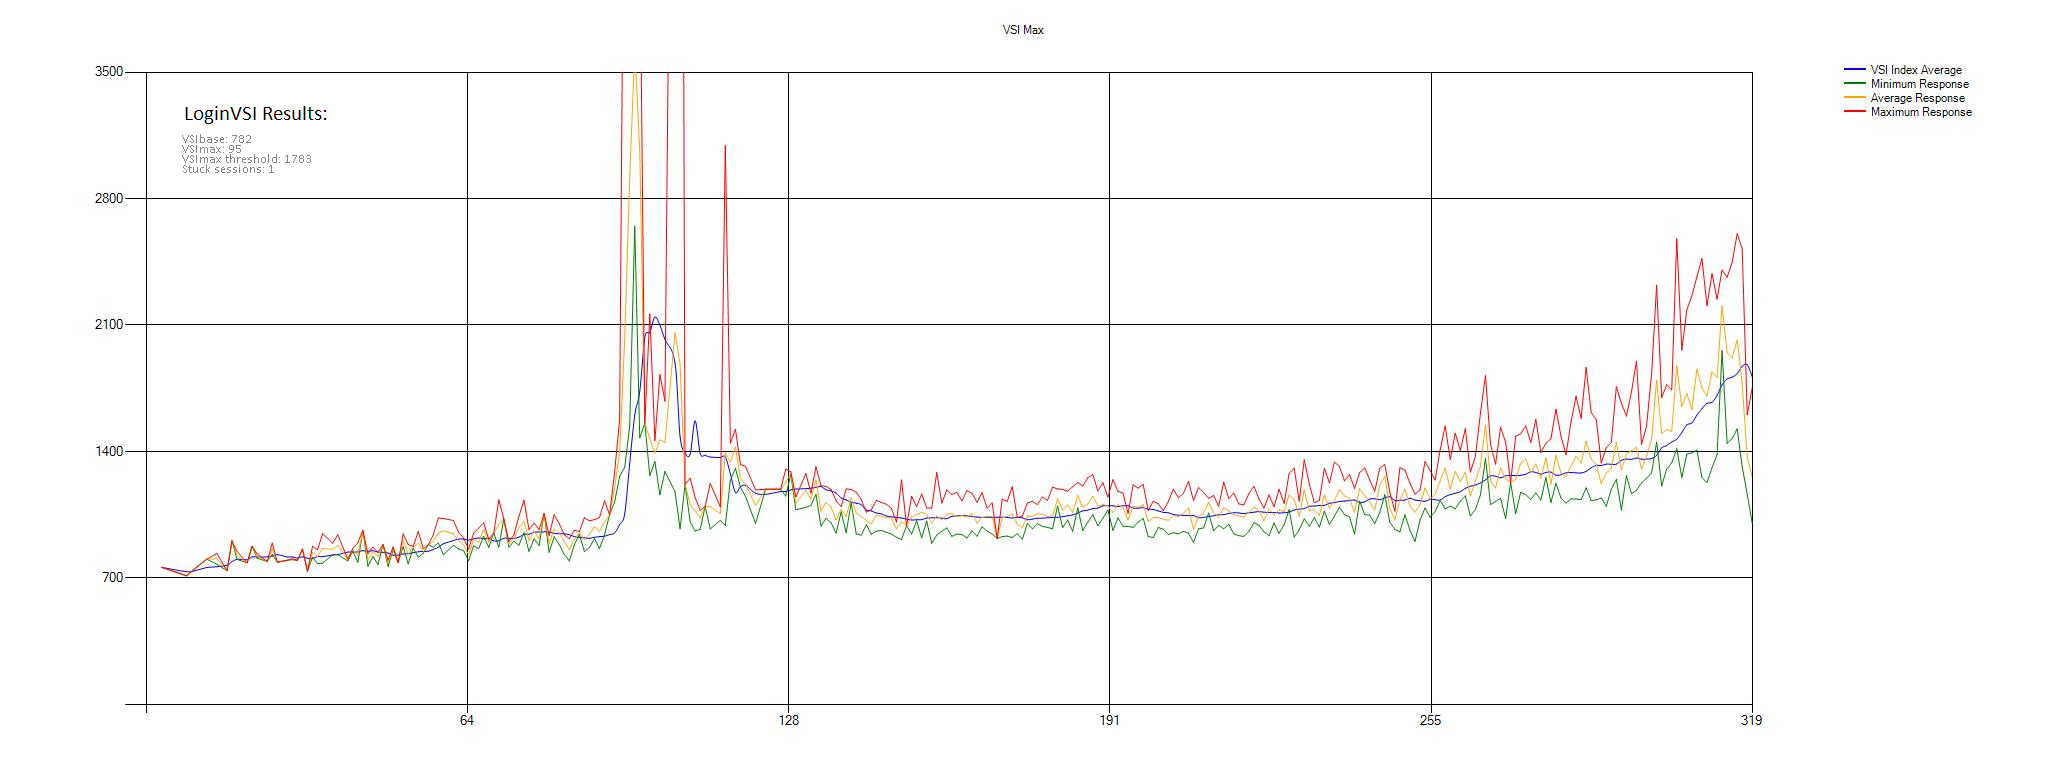 VSI Max
3500
2800
2100
1400
700
64
128
191
255
319
LoginVSI Results:
VSIbase: 782
VSImax: 95
VSImax threshold: 1783
Stuck sessions: 1
VSI Index Average
Minimum Response
Average Response
Maximum Response